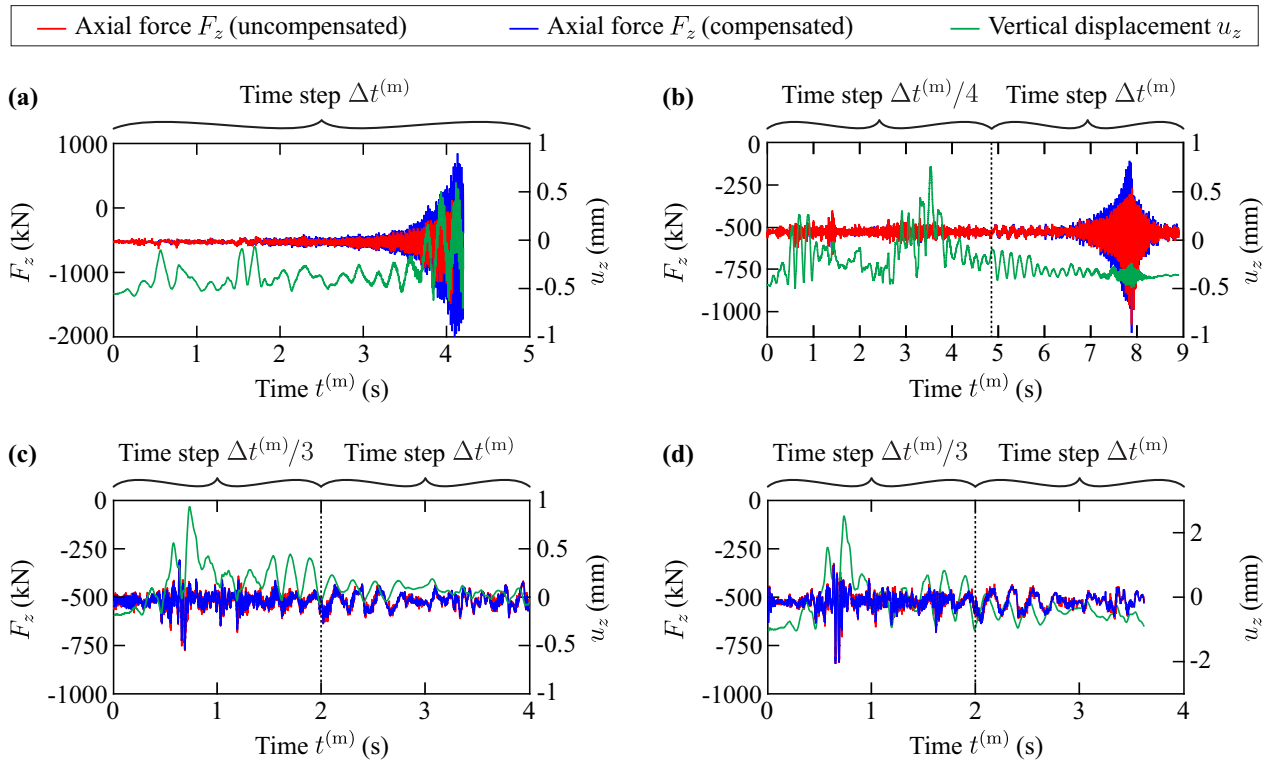 Axial force F_z (uncompensated) Axial force F_z (compensated) Vertical displacement u_z
(a)
Time step Δt^(m)
1000
0
-1000
-2000
F_z (kN)
1
0.5
0
-0.5
-1
u_z (mm)
0 1 2 3 4 5
Time t^(m) (s)
(b)
Time step Δt^(m)/4 Time step Δt^(m)
0
-250
-500
-750
-1000
F_z (kN)
1
0.5
0
-0.5
-1
u_z (mm)
0 1 2 3 4 5 6 7 8 9
Time t^(m) (s)
(c)
Time step Δt^(m)/3 Time step Δt^(m)
0
-250
-500
-750
-1000
F_z (kN)
1
0.5
0
-0.5
-1
u_z (mm)
0 1 2 3 4
Time t^(m) (s)
(d)
Time step Δt^(m)/3 Time step Δt^(m)
0
-250
-500
-750
-1000
F_z (kN)
2
0
-2
u_z (mm)
0 1 2 3 4
Time t^(m) (s)